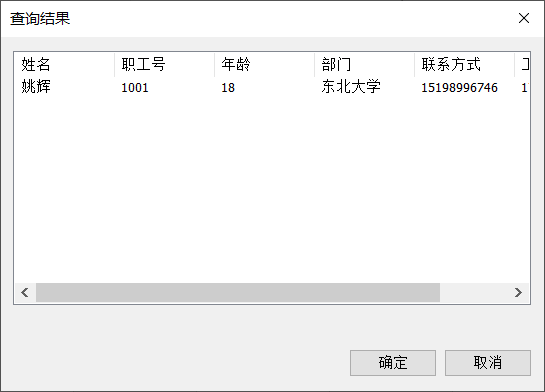 查询结果
姓名 职工号 年龄 部门 联系方式
姚辉 1001 18 东北大学 15198996746
确定 取消